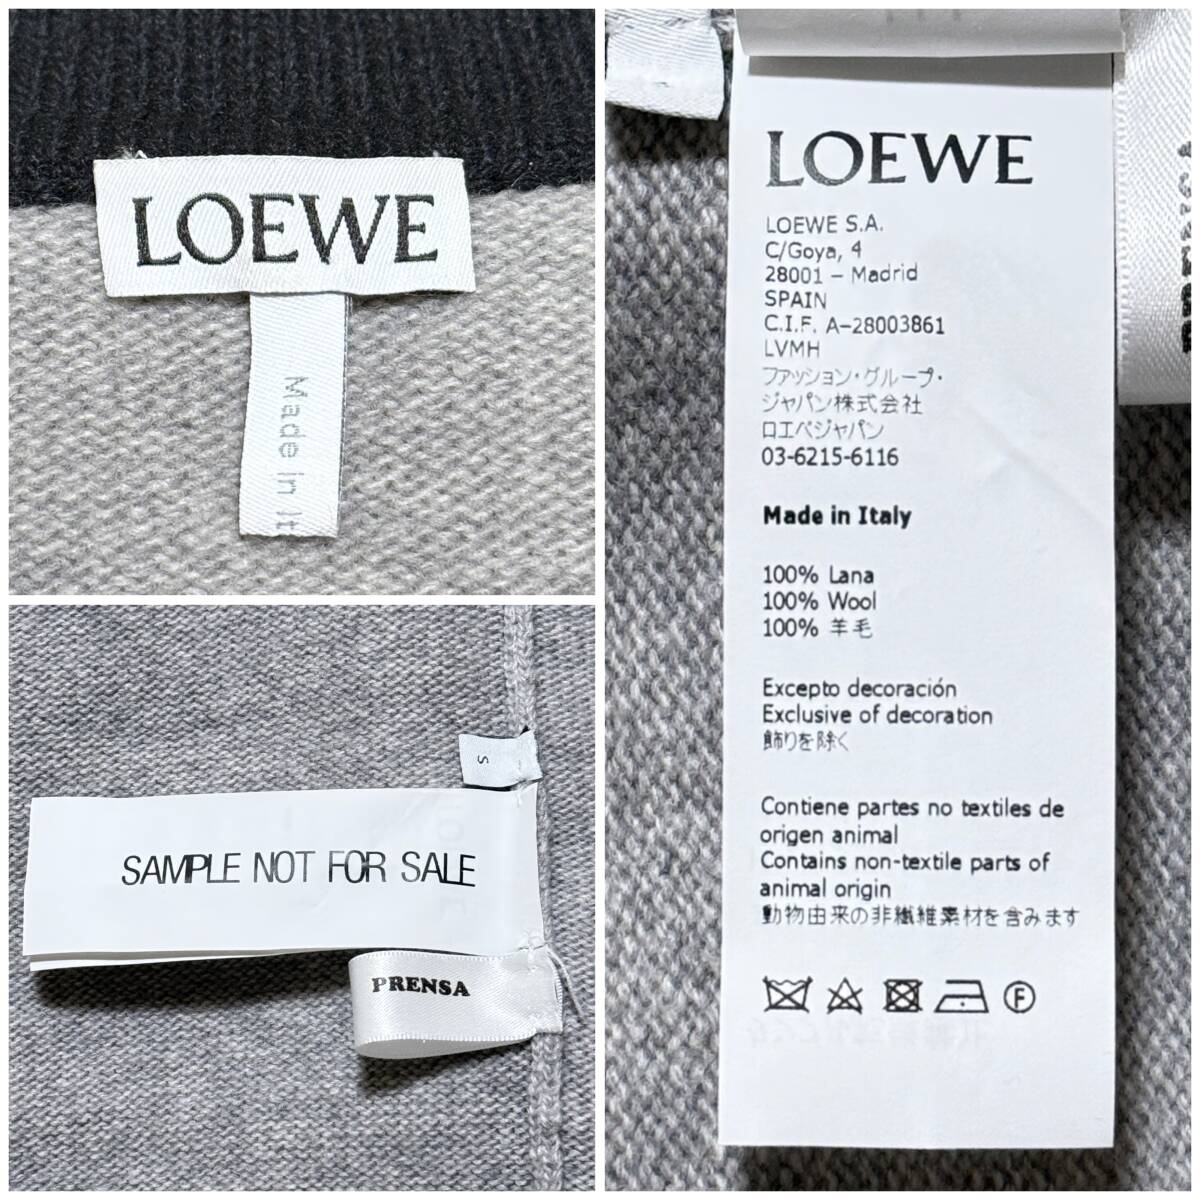 LOEWE
Made in It
S
SAMPLE NOT FOR SALE
PRENSA
LOEWE
LOEWE S.A.
C/Goya, 4
28001 – Madrid
SPAIN
C.I.F. A-28003861
LVMH
ファッション・グループ・
ジャパン株式会社
ロエベジャパン
03-6215-6116
Made in Italy
100% Lana
100% Wool
100% 羊毛
Excepto decoración
Exclusive of decoration
飾りを除く
Contiene partes no textiles de
origen animal
Contains non-textile parts of
animal origin
動物由来の非繊維素材を含みます
F